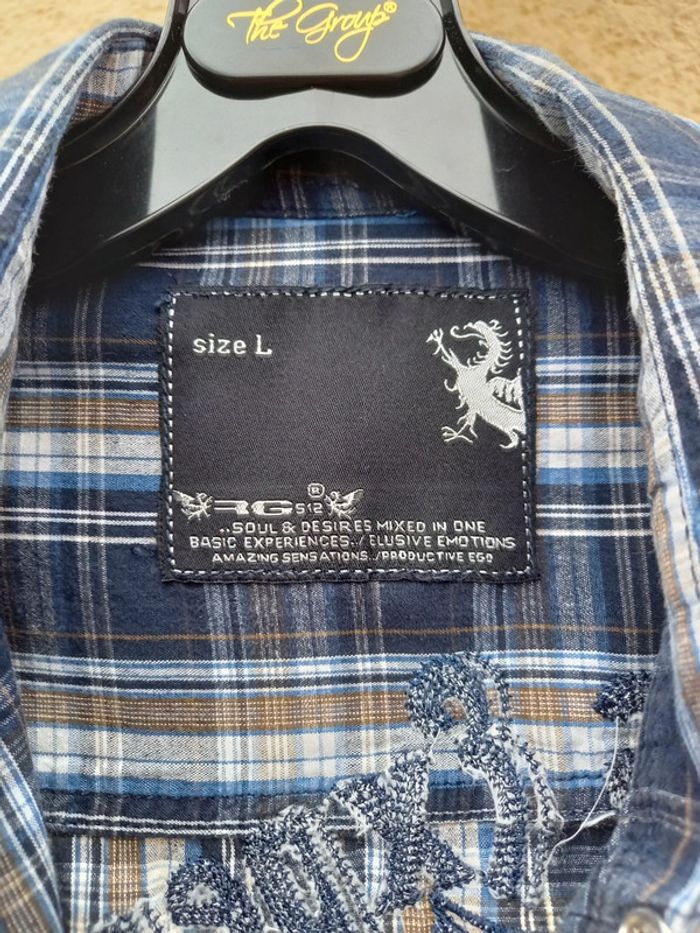 The Group®
size L
RG512®
..SOUL & DESIRES MIXED IN ONE
BASIC EXPERIENCES../ELUSIVE EMOTIONS
AMAZING SENSATIONS../PRODUCTIVE EGO